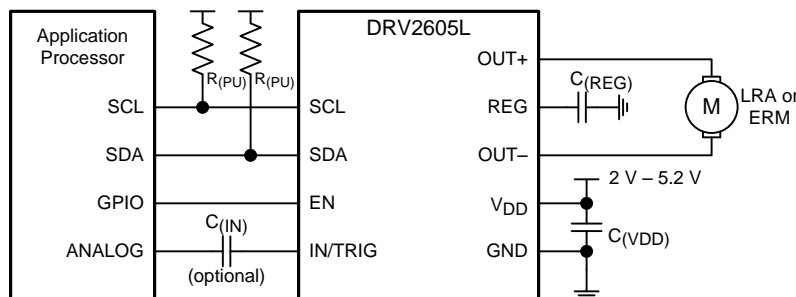 Application
Processor
SCL
SDA
GPIO
ANALOG
R(PU)
R(PU)
C(IN)
(optional)
DRV2605L
SCL
SDA
EN
IN/TRIG
OUT+
REG
OUT–
VDD
GND
C(REG)
M
LRA or
ERM
2 V – 5.2 V
C(VDD)